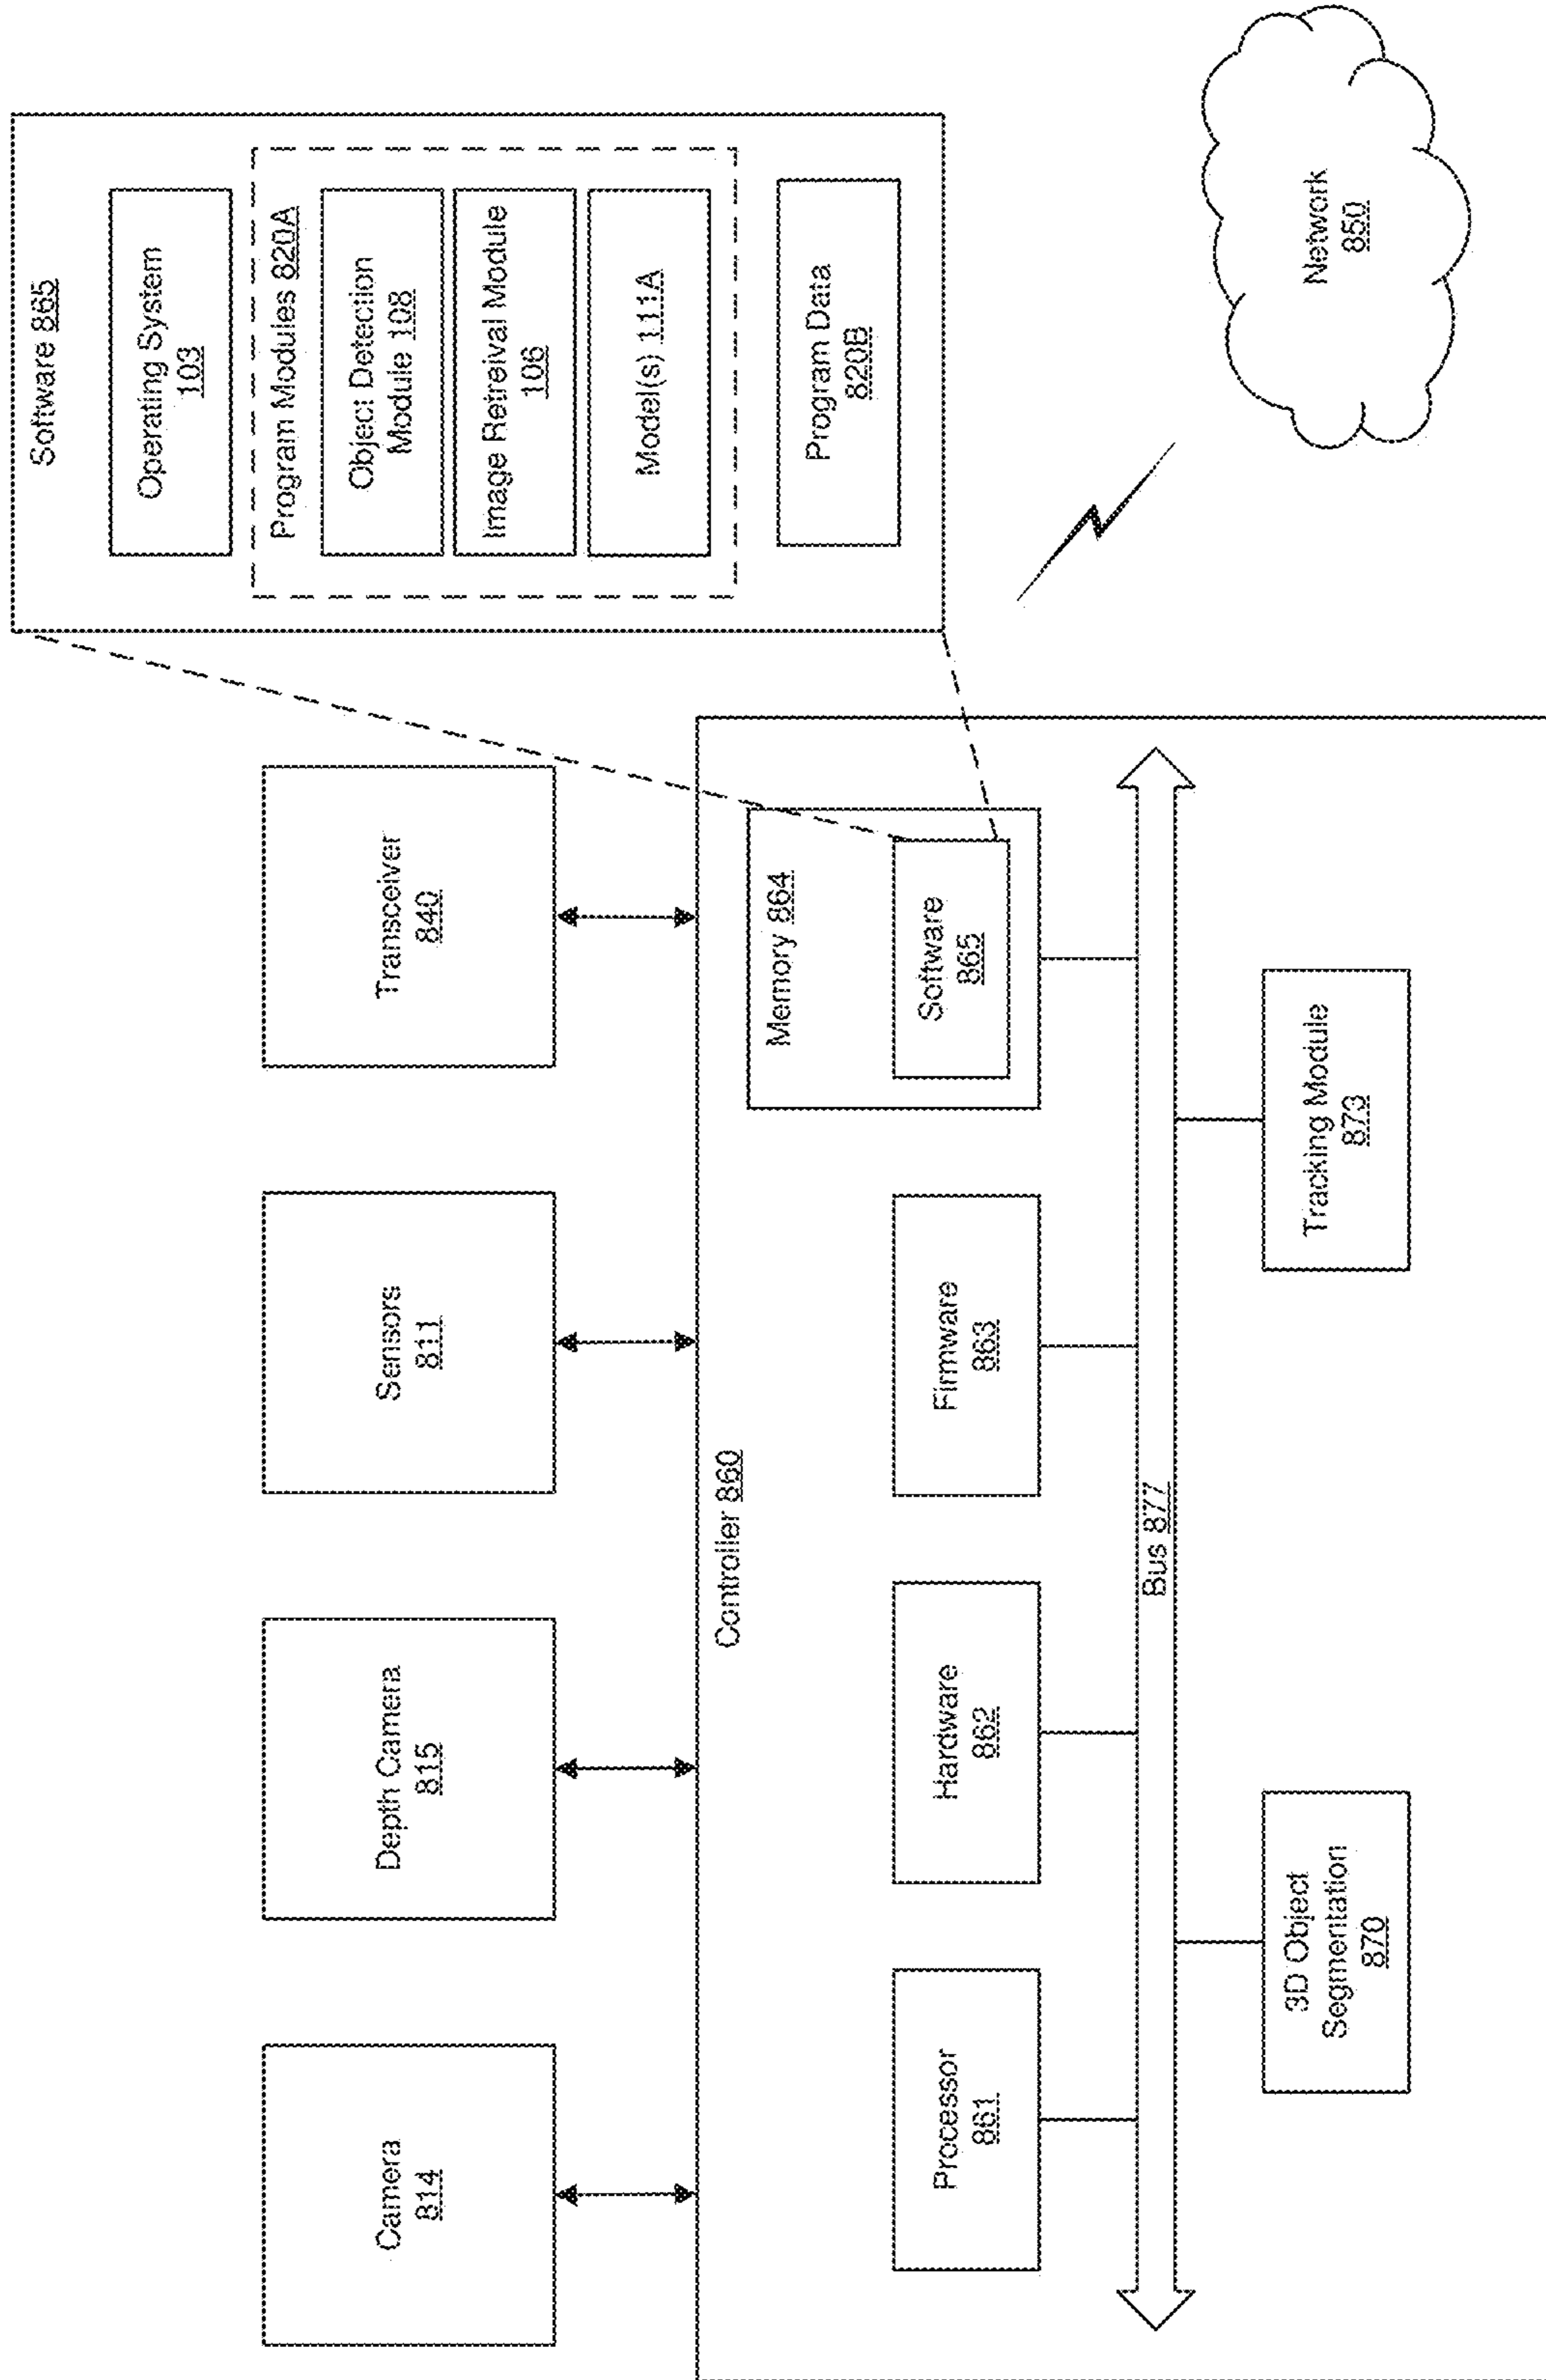 Camera
814
Depth Camera
815
Sensors
811
Transceiver
840
Controller 860
Processor
861
Hardware
862
Firmware
863
Memory 864
Software
865
Bus 877
3D Object
Segmentation
870
Tracking Module
873
Software 865
Operating System
103
Program Modules 820A
Object Detection
Module 108
Image Retreival Module
106
Model(s) 111A
Program Data
820B
Network
850